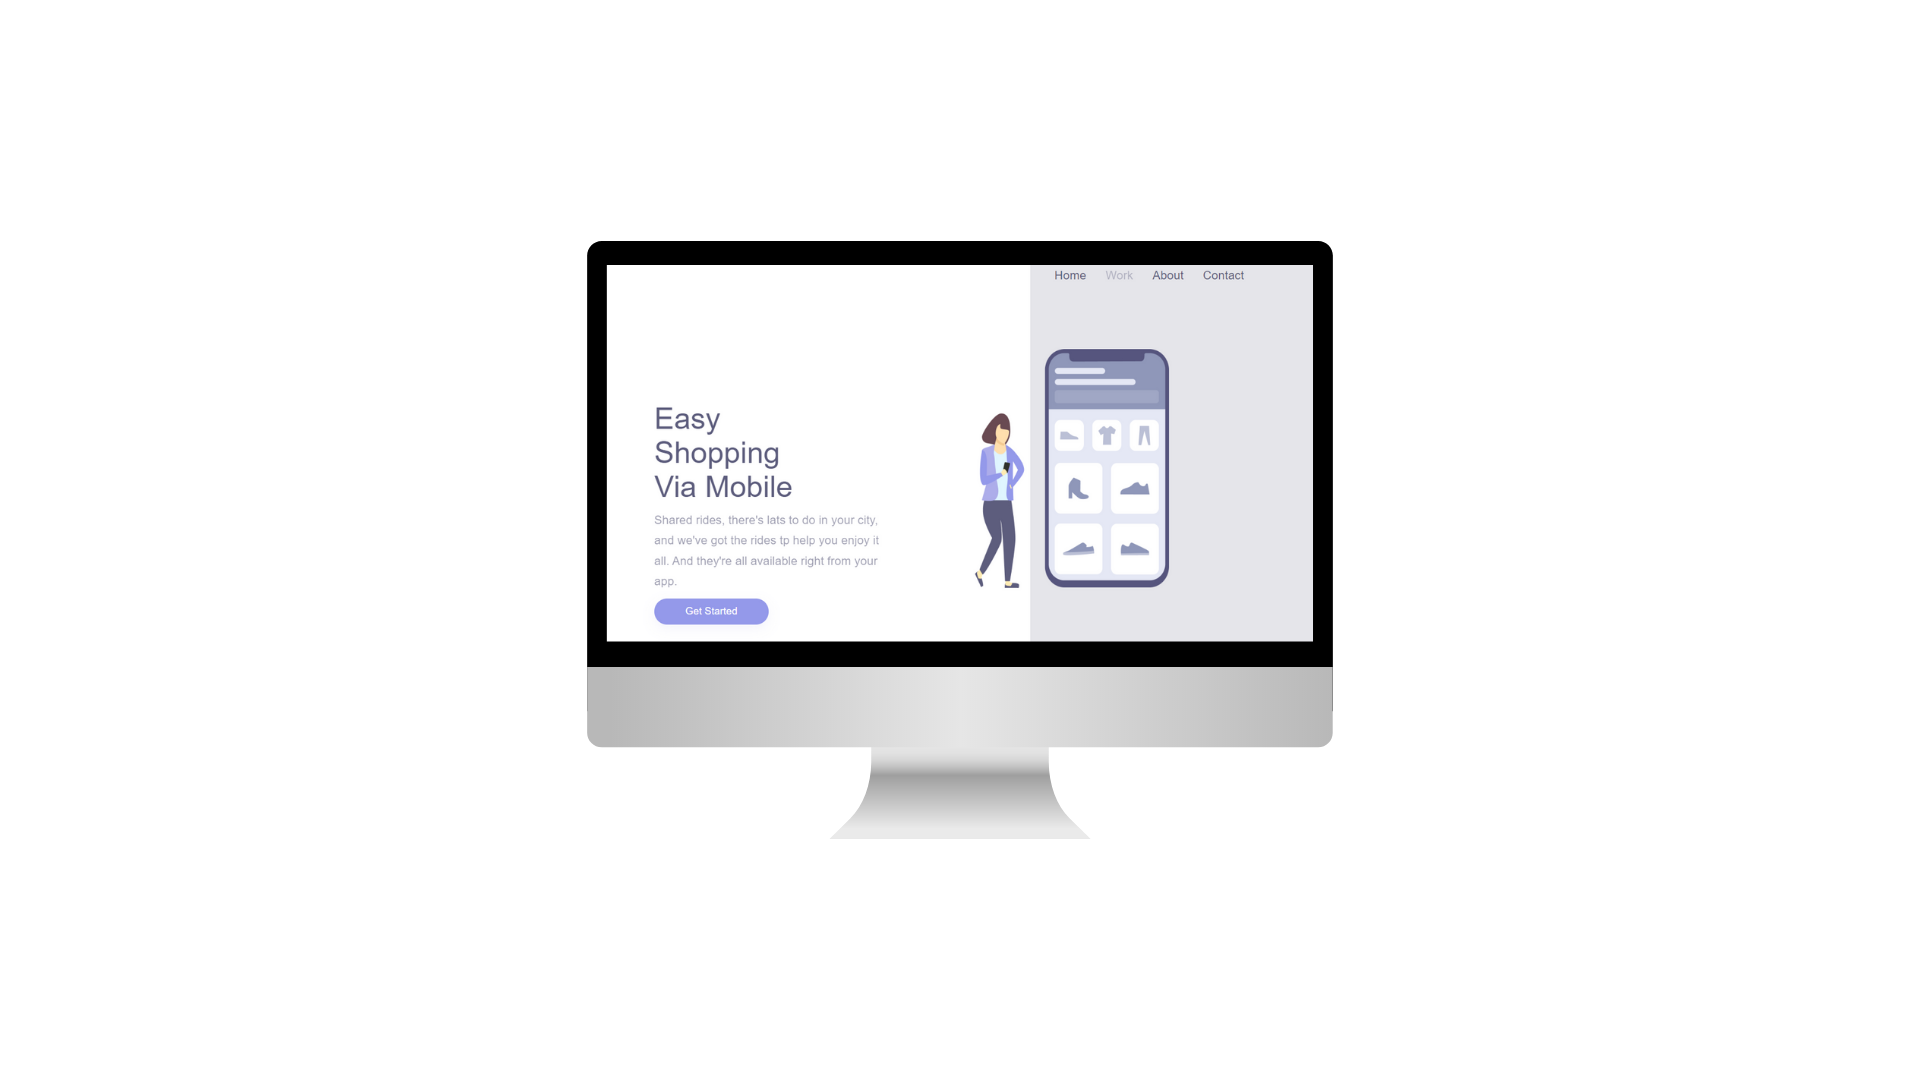 Home Work About Contact
Easy
Shopping
Via Mobile
Shared rides, there's lats to do in your city,
and we've got the rides tp help you enjoy it
all. And they're all available right from your
app.
Get Started